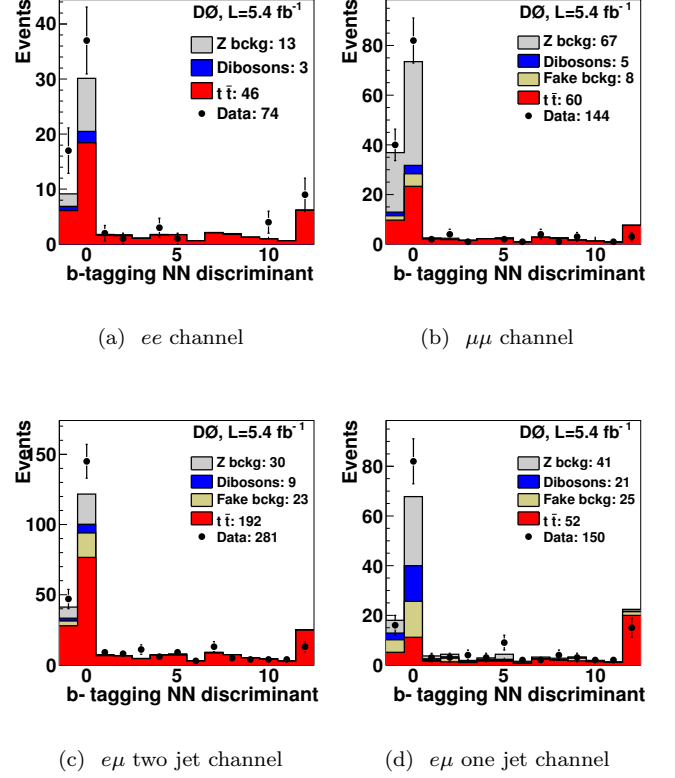 DØ, L=5.4 fb⁻¹
Events
40
30
20
10
0
Z bckg: 13
Dibosons: 3
t t̄: 46
Data: 74
0 5 10
b-tagging NN discriminant
(a) ee channel
DØ, L=5.4 fb⁻¹
Events
80
60
40
20
0
Z bckg: 67
Dibosons: 5
Fake bckg: 8
t t̄: 60
Data: 144
0 5 10
b- tagging NN discriminant
(b) μμ channel
DØ, L=5.4 fb⁻¹
Events
150
100
50
0
Z bckg: 30
Dibosons: 9
Fake bckg: 23
t t̄: 192
Data: 281
0 5 10
b- tagging NN discriminant
(c) eμ two jet channel
DØ, L=5.4 fb⁻¹
Events
80
60
40
20
0
Z bckg: 41
Dibosons: 21
Fake bckg: 25
t t̄: 52
Data: 150
0 5 10
b- tagging NN discriminant
(d) eμ one jet channel